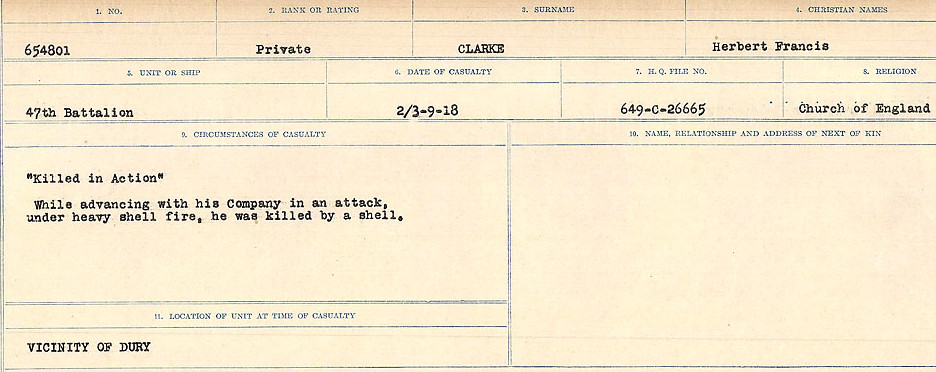 1. NO. 2. RANK OR RATING 3. SURNAME 4. CHRISTIAN NAMES
654801 Private CLARKE Herbert Francis
5. UNIT OR SHIP 6. DATE OF CASUALTY 7. H. Q. FILE NO. 8. RELIGION
47th Battalion 2/3-9-18 649-C-26665 Church of England
9. CIRCUMSTANCES OF CASUALTY 10. NAME, RELATIONSHIP AND ADDRESS OF NEXT OF KIN
"Killed in Action"
While advancing with his Company in an attack,
under heavy shell fire, he was killed by a shell.
11. LOCATION OF UNIT AT TIME OF CASUALTY
VICINITY OF DURY